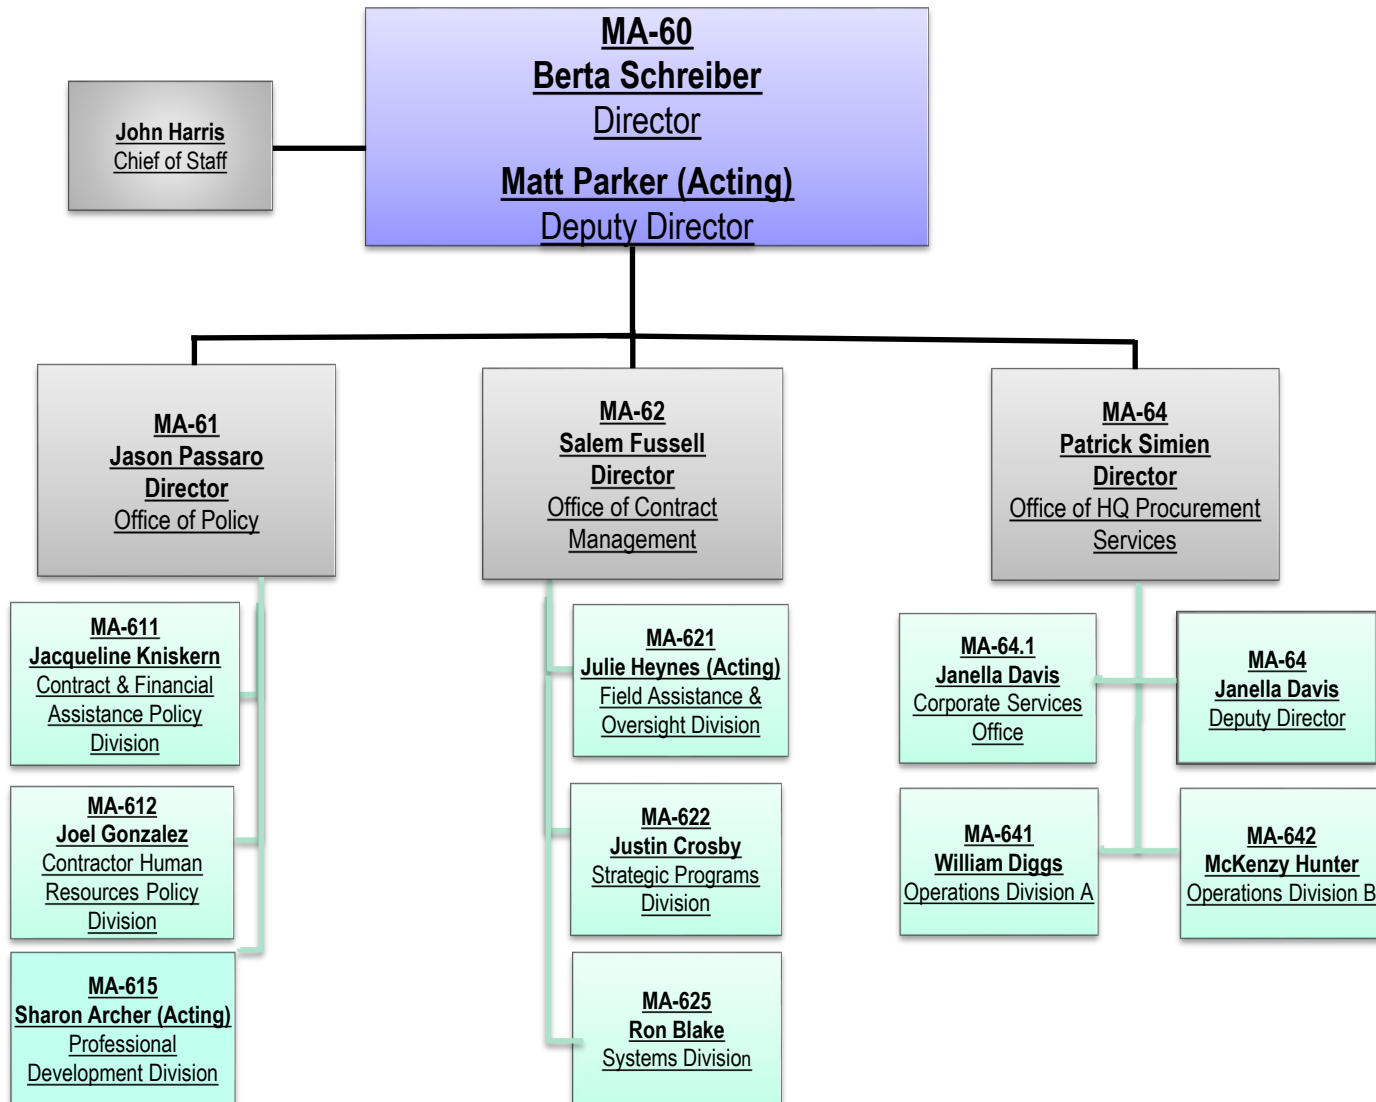 MA-60
Berta Schreiber
Director
Matt Parker (Acting)
Deputy Director
John Harris
Chief of Staff
MA-61
Jason Passaro
Director
Office of Policy
MA-62
Salem Fussell
Director
Office of Contract
Management
MA-64
Patrick Simien
Director
Office of HQ Procurement
Services
MA-611
Jacqueline Kniskern
Contract & Financial
Assistance Policy
Division
MA-612
Joel Gonzalez
Contractor Human
Resources Policy
Division
MA-615
Sharon Archer (Acting)
Professional
Development Division
MA-621
Julie Heynes (Acting)
Field Assistance &
Oversight Division
MA-622
Justin Crosby
Strategic Programs
Division
MA-625
Ron Blake
Systems Division
MA-64.1
Janella Davis
Corporate Services
Office
MA-64
Janella Davis
Deputy Director
MA-641
William Diggs
Operations Division A
MA-642
McKenzy Hunter
Operations Division B